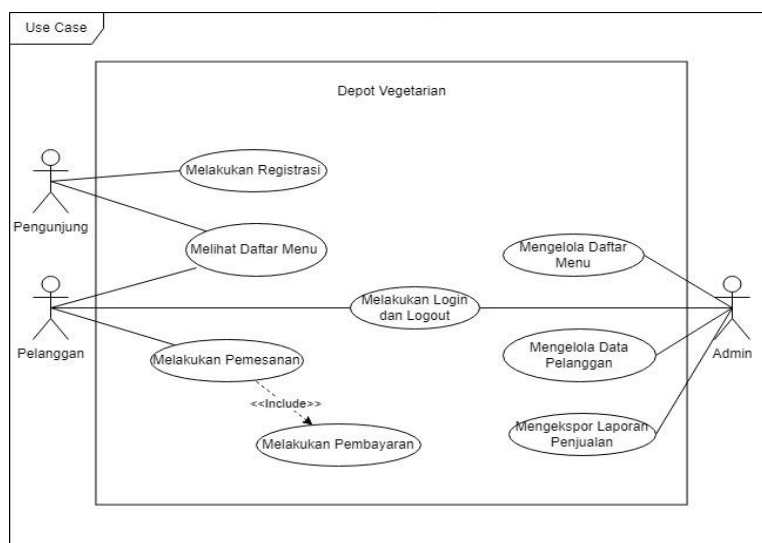 Use Case
Depot Vegetarian
Melakukan Registrasi
Pengunjung
Melihat Daftar Menu
Mengelola Daftar
Menu
Melakukan Login
dan Logout
Pelanggan
Admin
Melakukan Pemesanan
Mengelola Data
Pelanggan
<<Include>>
Melakukan Pembayaran
Mengekspor Laporan
Penjualan